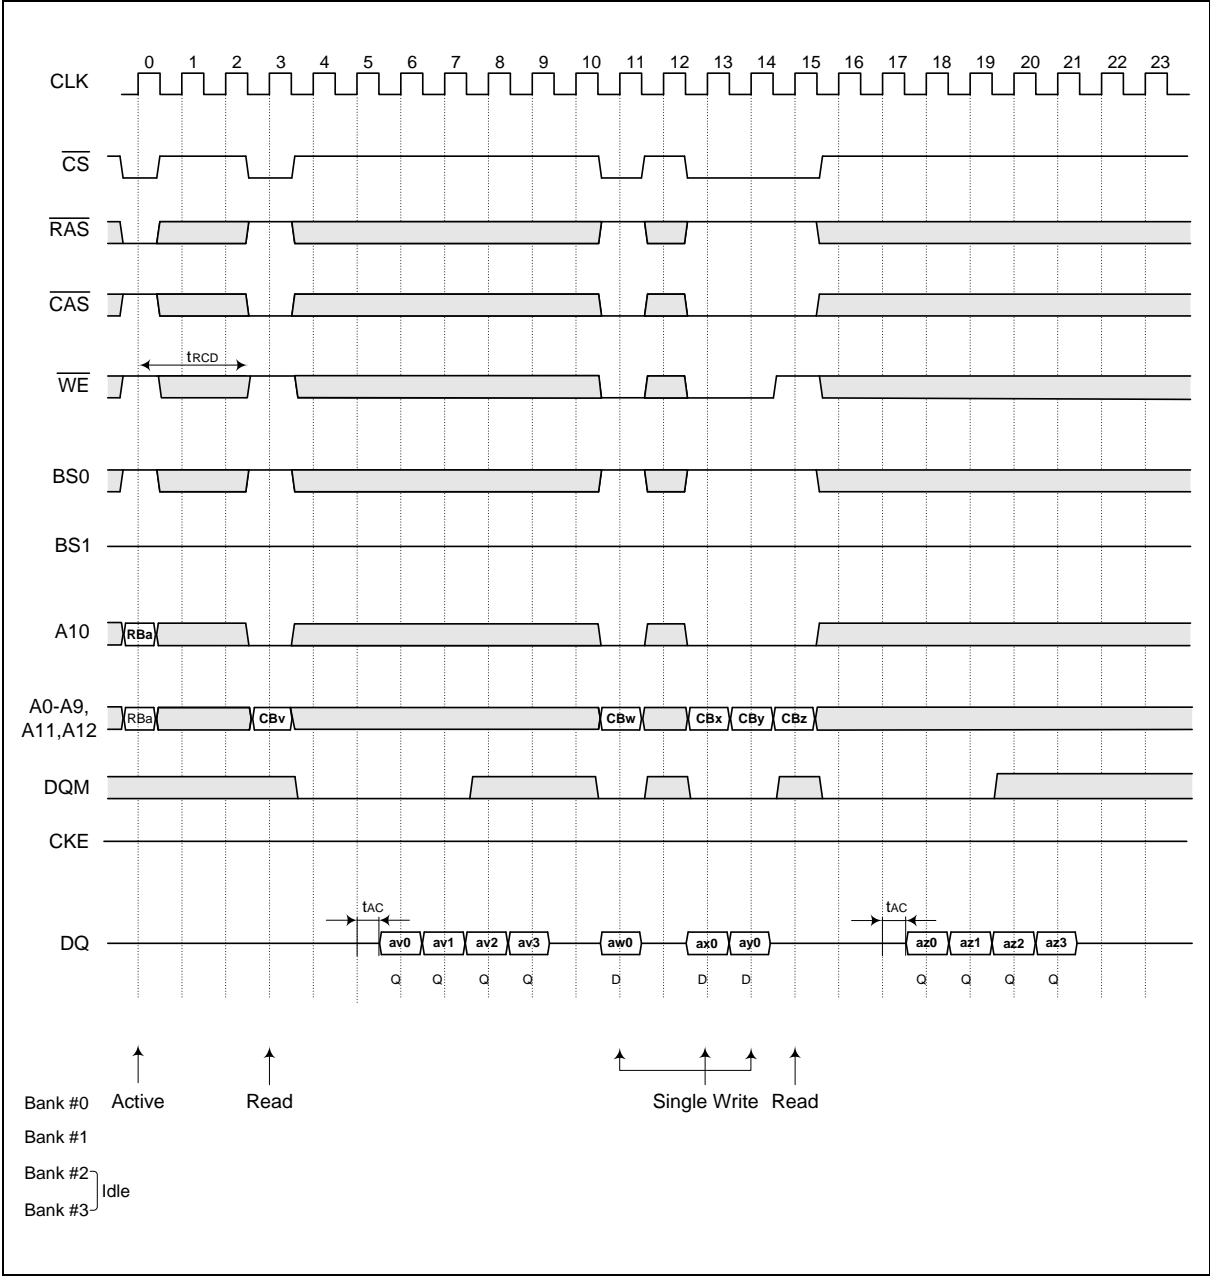 0 1 2 3 4 5 6 7 8 9 10 11 12 13 14 15 16 17 18 19 20 21 22 23
CLK
CS
RAS
CAS
tRCD
WE
BS0
BS1
A10 RBa
A0-A9,
A11,A12 RBa CBv CBw CBx CBy CBz
DQM
CKE
tAC tAC
DQ av0 av1 av2 av3 aw0 ax0 ay0 az0 az1 az2 az3
Q Q Q Q D D D Q Q Q Q
Bank #0 Active Read Single Write Read
Bank #1
Bank #2
Idle
Bank #3